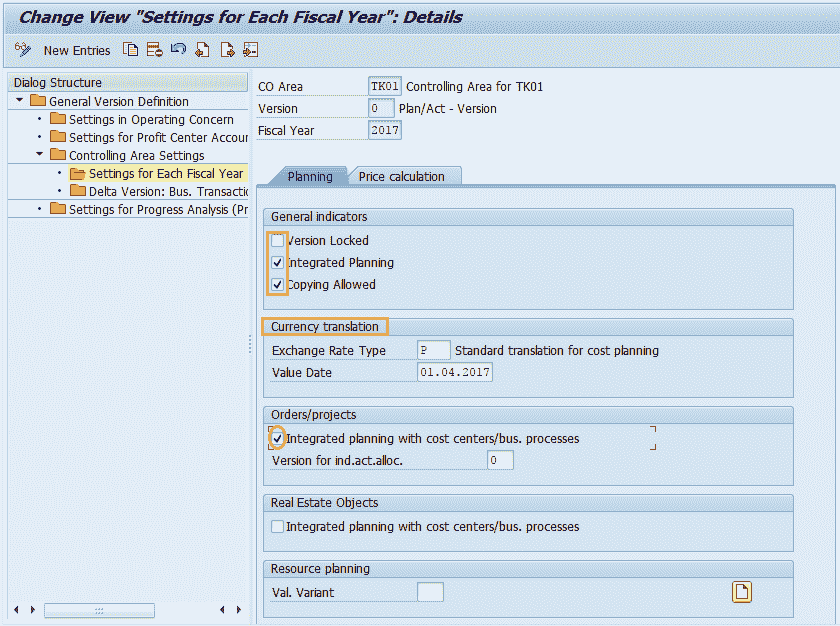 Change View "Settings for Each Fiscal Year": Details
New Entries
Dialog Structure
General Version Definition
Settings in Operating Concern
Settings for Profit Center Accour
Controlling Area Settings
Settings for Each Fiscal Year
Delta Version: Bus. Transactio
Settings for Progress Analysis (Pr
CO Area TK01 Controlling Area for TK01
Version 0 Plan/Act - Version
Fiscal Year 2017
Planning Price calculation
General indicators
Version Locked
Integrated Planning
Copying Allowed
Currency translation
Exchange Rate Type P Standard translation for cost planning
Value Date 01.04.2017
Orders/projects
Integrated planning with cost centers/bus. processes
Version for ind.act.alloc. 0
Real Estate Objects
Integrated planning with cost centers/bus. processes
Resource planning
Val. Variant